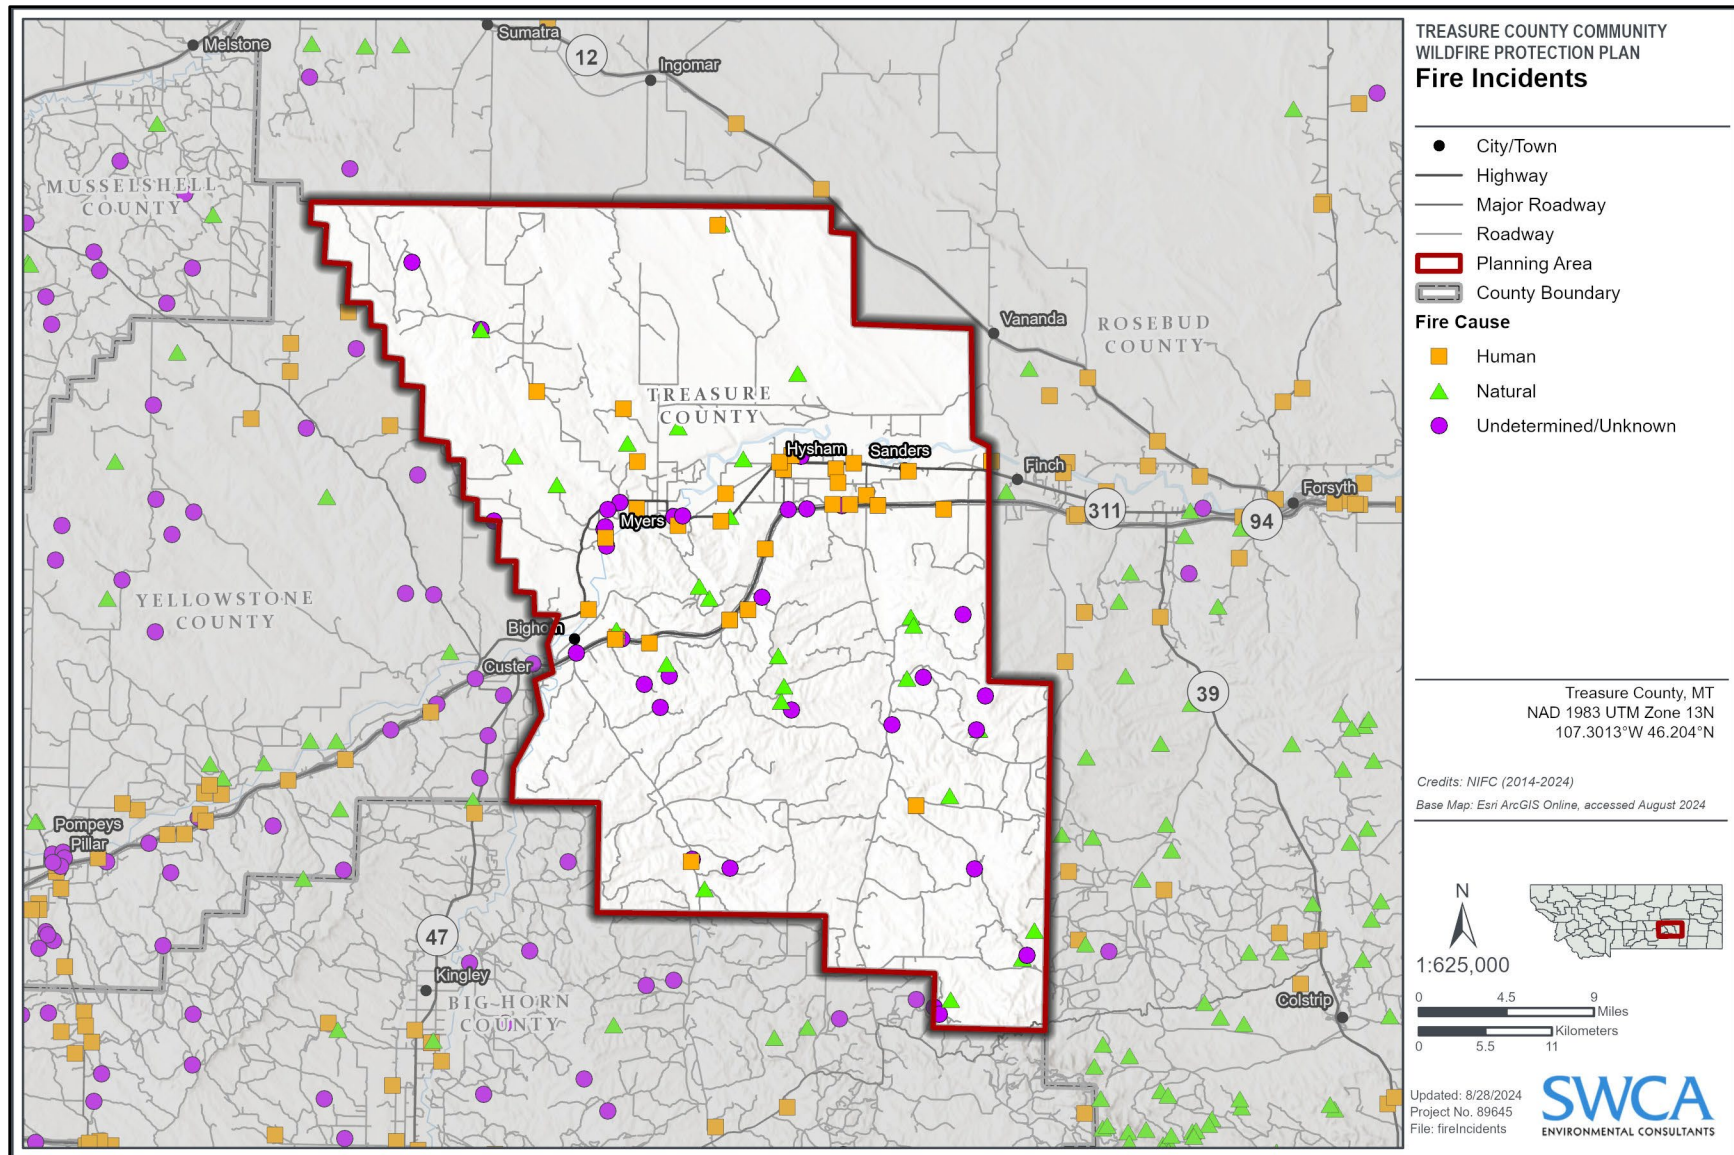 Melstone
Sumatra
12
Ingomar
MUSSELSHELL
COUNTY
Vananda
ROSEBUD
COUNTY
TREASURE
COUNTY
Hysham
Sanders
Finch
Forsyth
311
94
Myers
YELLOWSTONE
COUNTY
Bighorn
Custer
39
Pompeys
Pillar
47
Kingley
BIG HORN
COUNTY
Colstrip
TREASURE COUNTY COMMUNITY
WILDFIRE PROTECTION PLAN
Fire Incidents
City/Town
Highway
Major Roadway
Roadway
Planning Area
County Boundary
Fire Cause
Human
Natural
Undetermined/Unknown
Treasure County, MT
NAD 1983 UTM Zone 13N
107.3013°W 46.204°N
Credits: NIFC (2014-2024)
Base Map: Esri ArcGIS Online, accessed August 2024
N
1:625,000
0 4.5 9
Miles
Kilometers
0 5.5 11
Updated: 8/28/2024
Project No. 89645
File: fireIncidents
SWCA
ENVIRONMENTAL CONSULTANTS